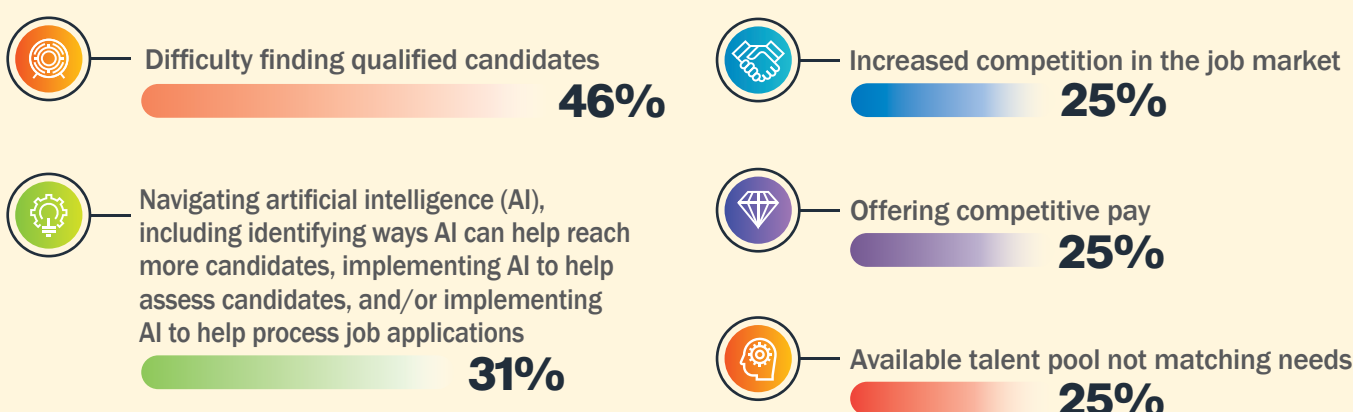 Difficulty finding qualified candidates
46%
Navigating artificial intelligence (AI),
including identifying ways AI can help reach
more candidates, implementing AI to help
assess candidates, and/or implementing
AI to help process job applications
31%
Increased competition in the job market
25%
Offering competitive pay
25%
Available talent pool not matching needs
25%